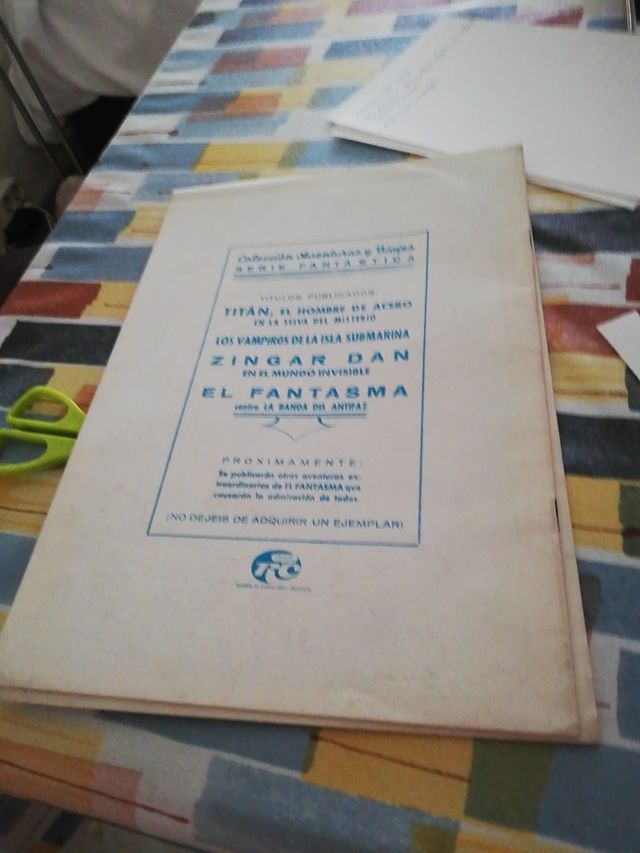 Colección Aventuras y Viajes
SERIE FANTASTICA
TITULOS PUBLICADOS:
TITÁN, EL HOMBRE DE ACERO
EN LA SELVA DEL MISTERIO
LOS VAMPIROS DE LA ISLA SUBMARINA
ZINGAR DAN
EN EL MUNDO INVISIBLE
EL FANTASMA
contra LA BANDA DEL ANTIFAZ
PROXIMAMENTE:
Se publicarán otras aventuras ex-
traordinarias de El FANTASMA que
causarán la admiración de todos.
(NO DEJEIS DE ADQUIRIR UN EJEMPLAR)